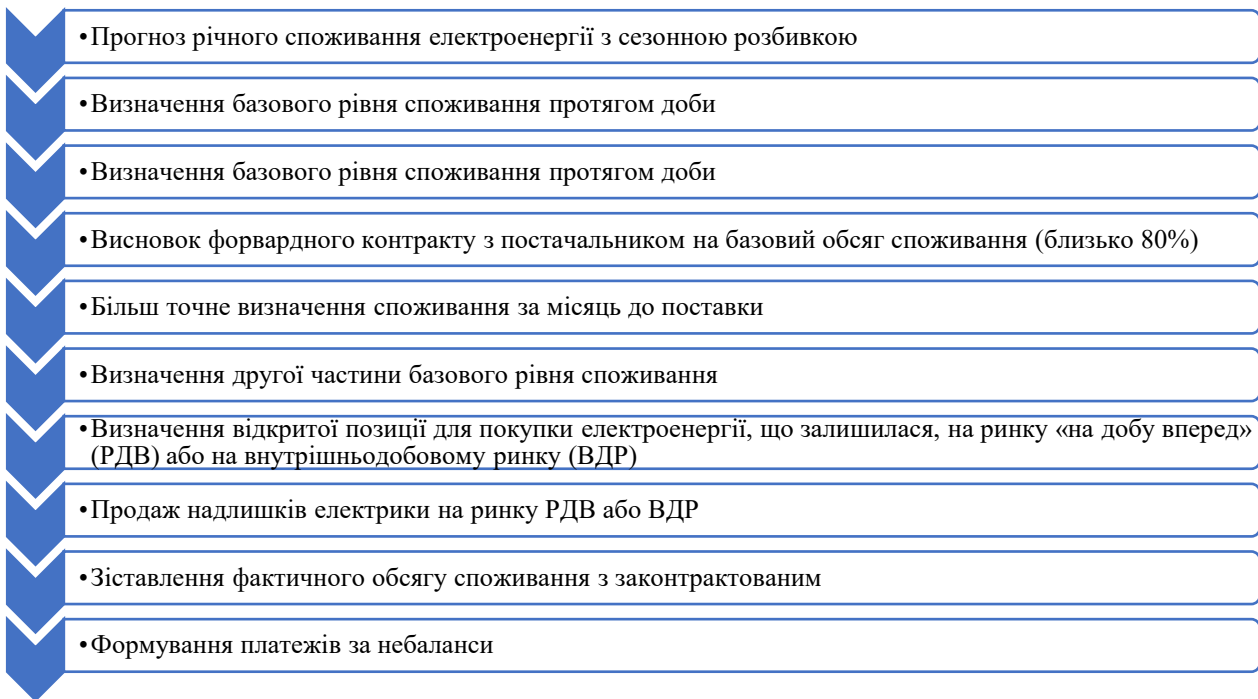 •Прогноз річного споживання електроенергії з сезонною розбивкою
•Визначення базового рівня споживання протягом доби
•Визначення базового рівня споживання протягом доби
•Висновок форвардного контракту з постачальником на базовий обсяг споживання (близько 80%)
•Більш точне визначення споживання за місяць до поставки
•Визначення другої частини базового рівня споживання
•Визначення відкритої позиції для покупки електроенергії, що залишилася, на ринку «на добу вперед»
(РДВ) або на внутрішньодобовому ринку (ВДР)
•Продаж надлишків електрики на ринку РДВ або ВДР
•Зіставлення фактичного обсягу споживання з законтрактованим
•Формування платежів за небаланси